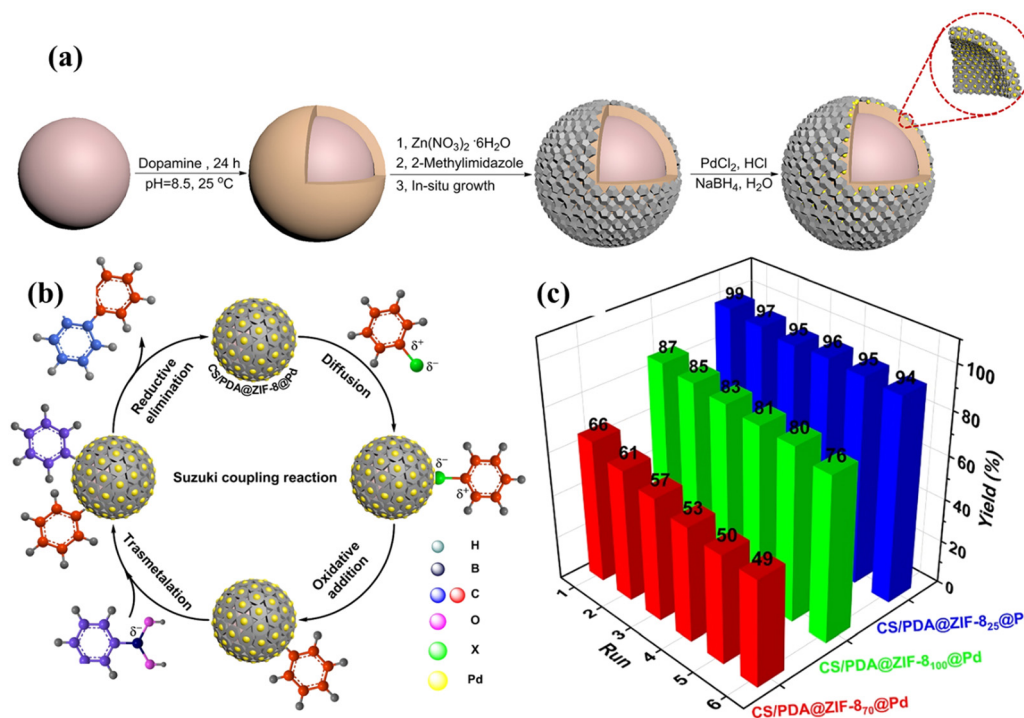 (a)
Dopamine , 24 h
pH=8.5, 25 °C
1, Zn(NO₃)₂ ·6H₂O
2, 2-Methylimidazole
3, In-situ growth
PdCl₂, HCl
NaBH₄, H₂O
(b)
CS/PDA@ZIF-8@Pd
Diffusion
δ⁺
δ⁻
Reductive
elimination
Suzuki coupling reaction
δ⁻
δ⁺
Oxidative
addition
Trasmetalation
δ⁻
H
B
C
O
X
Pd
(c)
99
97
95
96
95
94
87
85
83
81
80
76
66
61
57
53
50
49
100
80
60
40
20
0
Yield (%)
1
2
3
4
5
6
Run
CS/PDA@ZIF-8₂₅@P
CS/PDA@ZIF-8₁₀₀@Pd
CS/PDA@ZIF-8₇₀@Pd